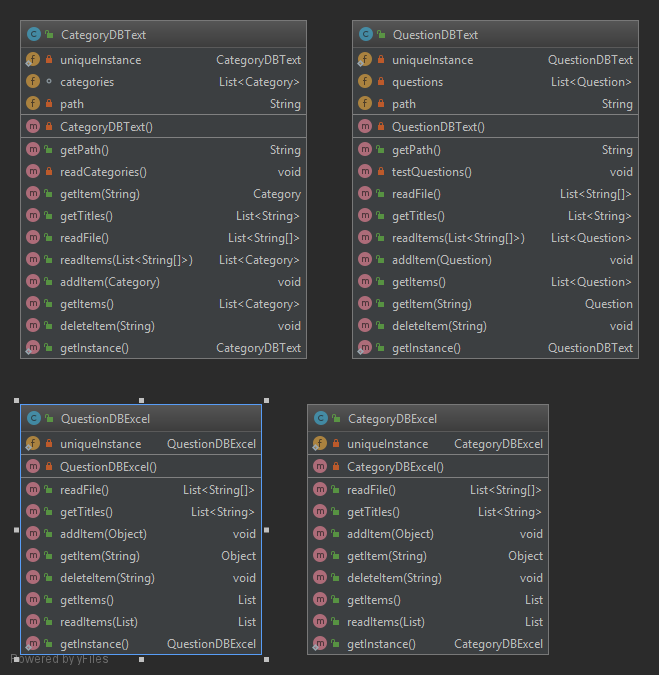 CategoryDBText
uniqueInstance CategoryDBText
categories List<Category>
path String
CategoryDBText()
getPath() String
readCategories() void
getItem(String) Category
getTitles() List<String>
readFile() List<String[]>
readItems(List<String[]>) List<Category>
addItem(Category) void
getItems() List<Category>
deleteItem(String) void
getInstance() CategoryDBText
QuestionDBText
uniqueInstance QuestionDBText
questions List<Question>
path String
QuestionDBText()
getPath() String
testQuestions() void
readFile() List<String[]>
getTitles() List<String>
readItems(List<String[]>) List<Question>
addItem(Question) void
getItems() List<Question>
getItem(String) Question
deleteItem(String) void
getInstance() QuestionDBText
QuestionDBExcel
uniqueInstance QuestionDBExcel
QuestionDBExcel()
readFile() List<String[]>
getTitles() List<String>
addItem(Object) void
getItem(String) Object
deleteItem(String) void
getItems() List
readItems(List) List
getInstance() QuestionDBExcel
CategoryDBExcel
uniqueInstance CategoryDBExcel
CategoryDBExcel()
readFile() List<String[]>
getTitles() List<String>
addItem(Object) void
getItem(String) Object
deleteItem(String) void
getItems() List
readItems(List) List
getInstance() CategoryDBExcel
Powered by yFiles